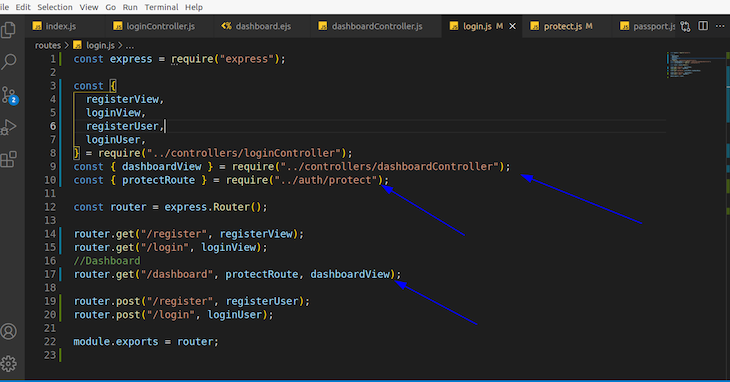 ile Edit Selection View Go Run Terminal Help
index.js loginController.js dashboard.ejs dashboardController.js login.js M protect.js M passport.js
routes > login.js > ...
1 const express = require("express");
2
3 const {
4 registerView,
5 loginView,
6 registerUser,
7 loginUser,
8 } = require("../controllers/loginController");
9 const { dashboardView } = require("../controllers/dashboardController");
10 const { protectRoute } = require("../auth/protect");
11
12 const router = express.Router();
13
14 router.get("/register", registerView);
15 router.get("/login", loginView);
16 //Dashboard
17 router.get("/dashboard", protectRoute, dashboardView);
18
19 router.post("/register", registerUser);
20 router.post("/login", loginUser);
21
22 module.exports = router;
23
2